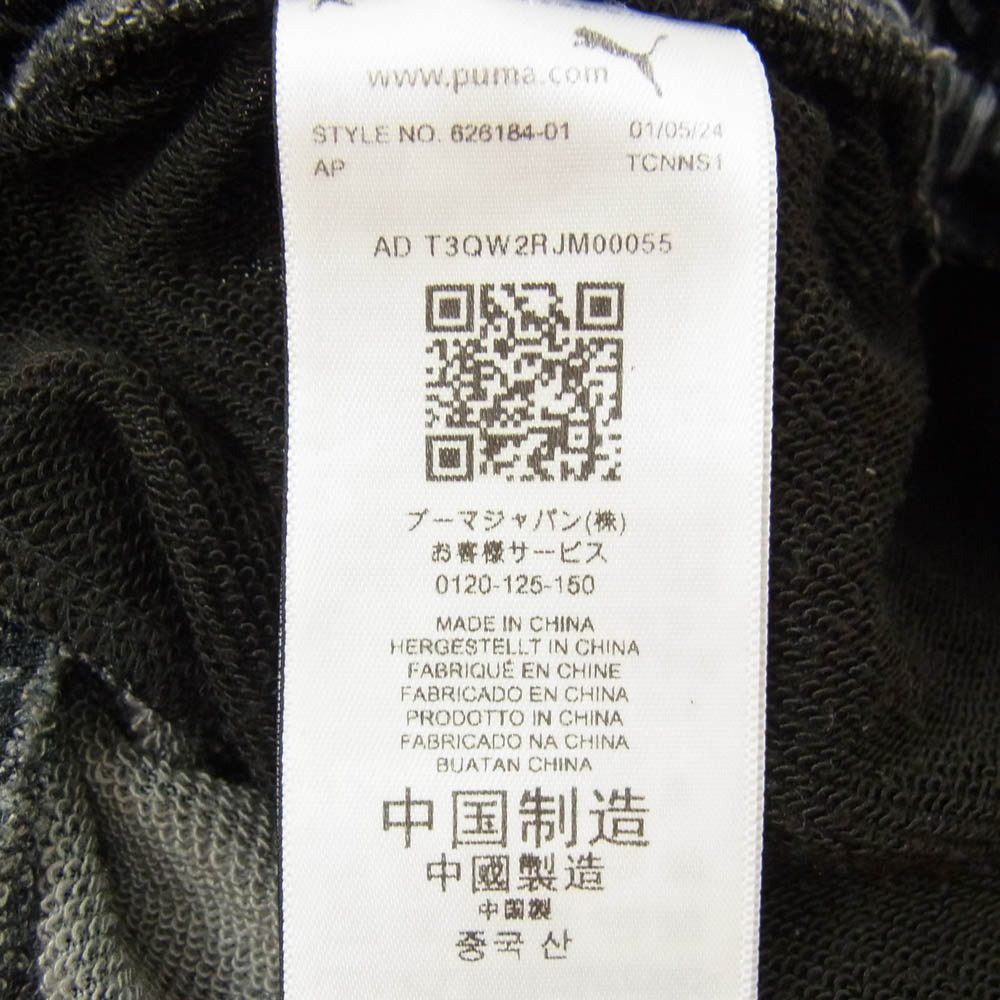 www.puma.com
STYLE NO. 626184-01 01/05/24
AP TCNNS1
AD T3QW2RJM00055
プーマジャパン(株)
お客様サービス
0120-125-150
MADE IN CHINA
HERGESTELLT IN CHINA
FABRIQUÉ EN CHINE
FABRICADO EN CHINA
PRODOTTO IN CHINA
FABRICADO NA CHINA
BUATAN CHINA
中国制造
中國製造
中国製
중국 산